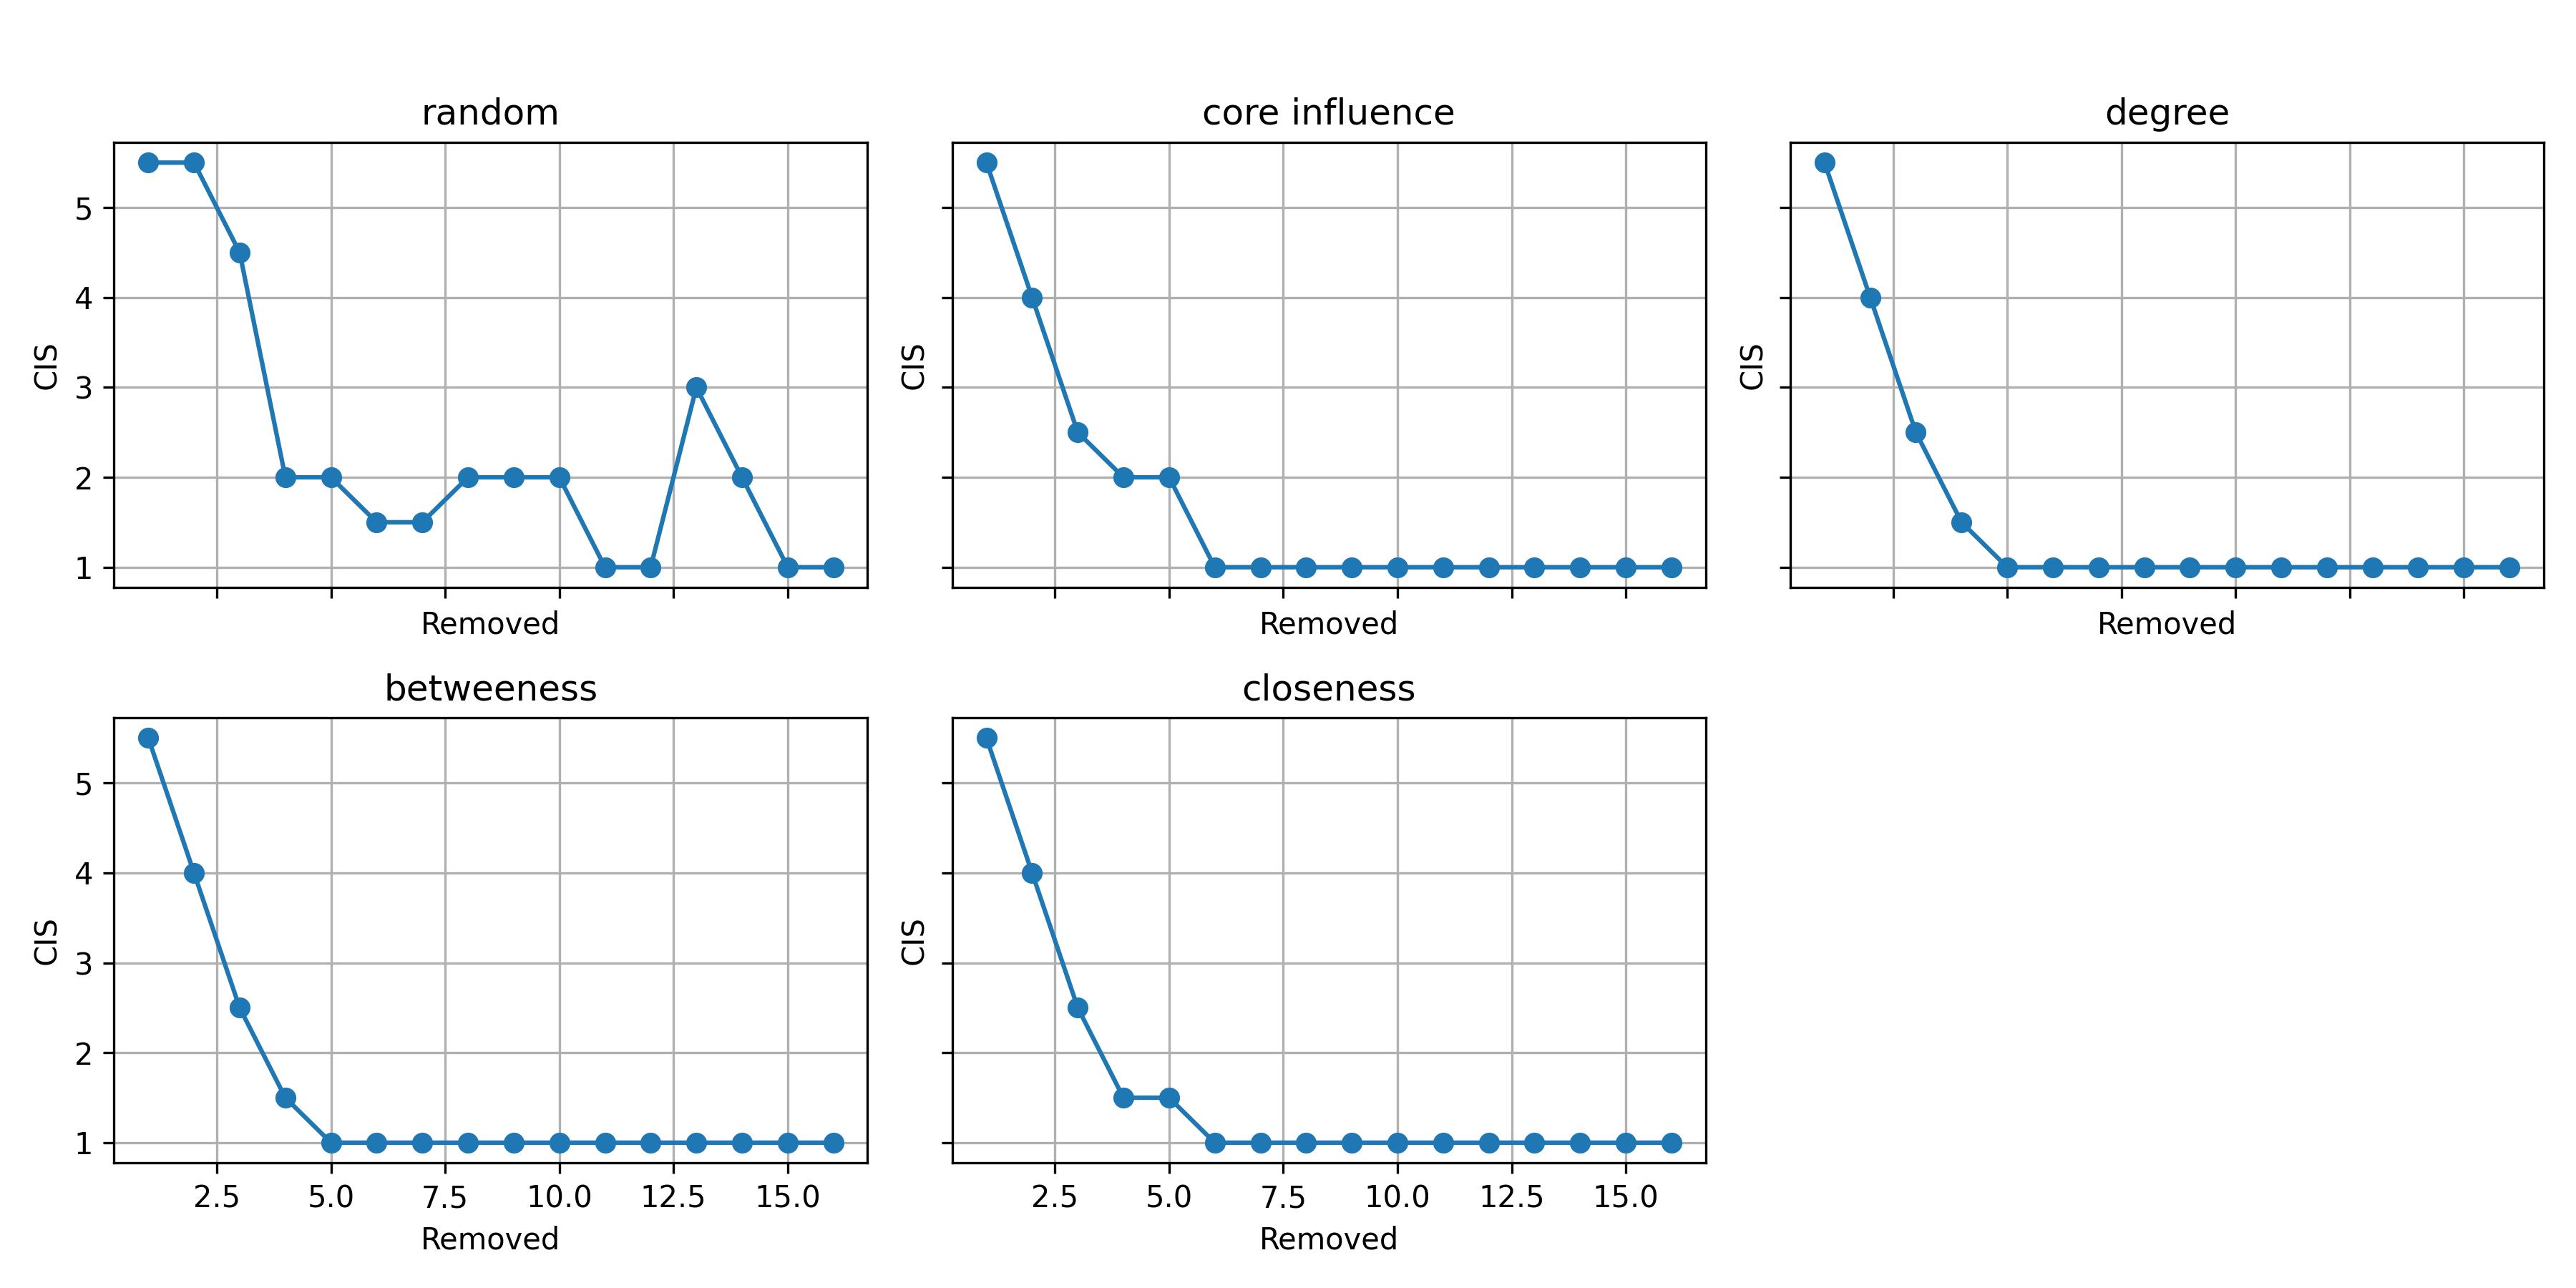 random
core influence
degree
5
4
3
2
1
CIS
CIS
CIS
Removed
Removed
Removed
betweeness
closeness
5
4
3
2
1
CIS
CIS
2.5 5.0 7.5 10.0 12.5 15.0
2.5 5.0 7.5 10.0 12.5 15.0
Removed
Removed